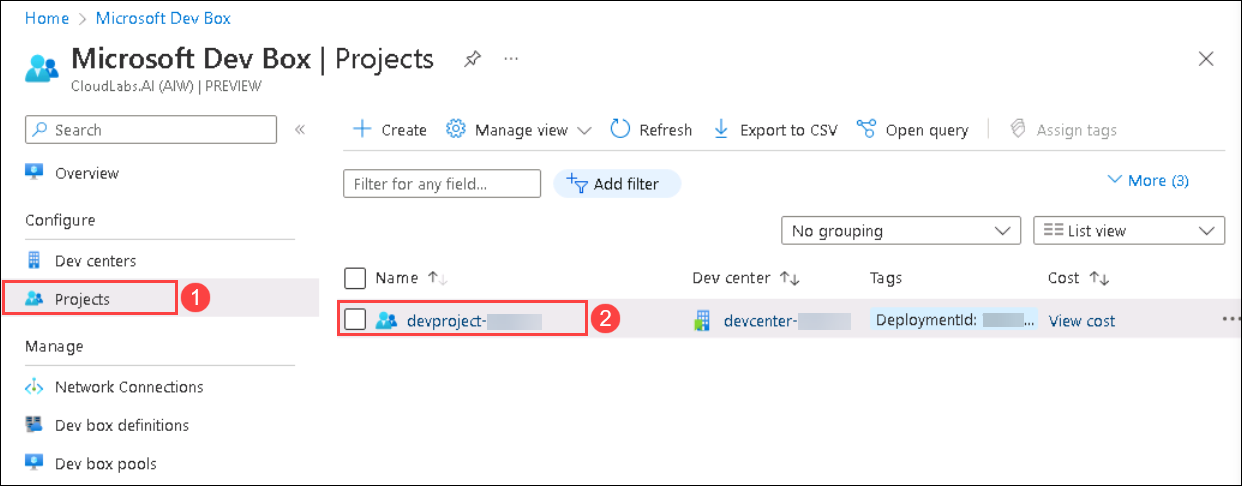 Home > Microsoft Dev Box
Microsoft Dev Box | Projects
CloudLabs.AI (AIW) | PREVIEW
Search
Overview
Configure
Dev centers
Projects 1
Manage
Network Connections
Dev box definitions
Dev box pools
Create Manage view Refresh Export to CSV Open query Assign tags
Filter for any field... Add filter More (3)
No grouping List view
Name Dev center Tags Cost
devproject- 2 devcenter- DeploymentId: ... View cost